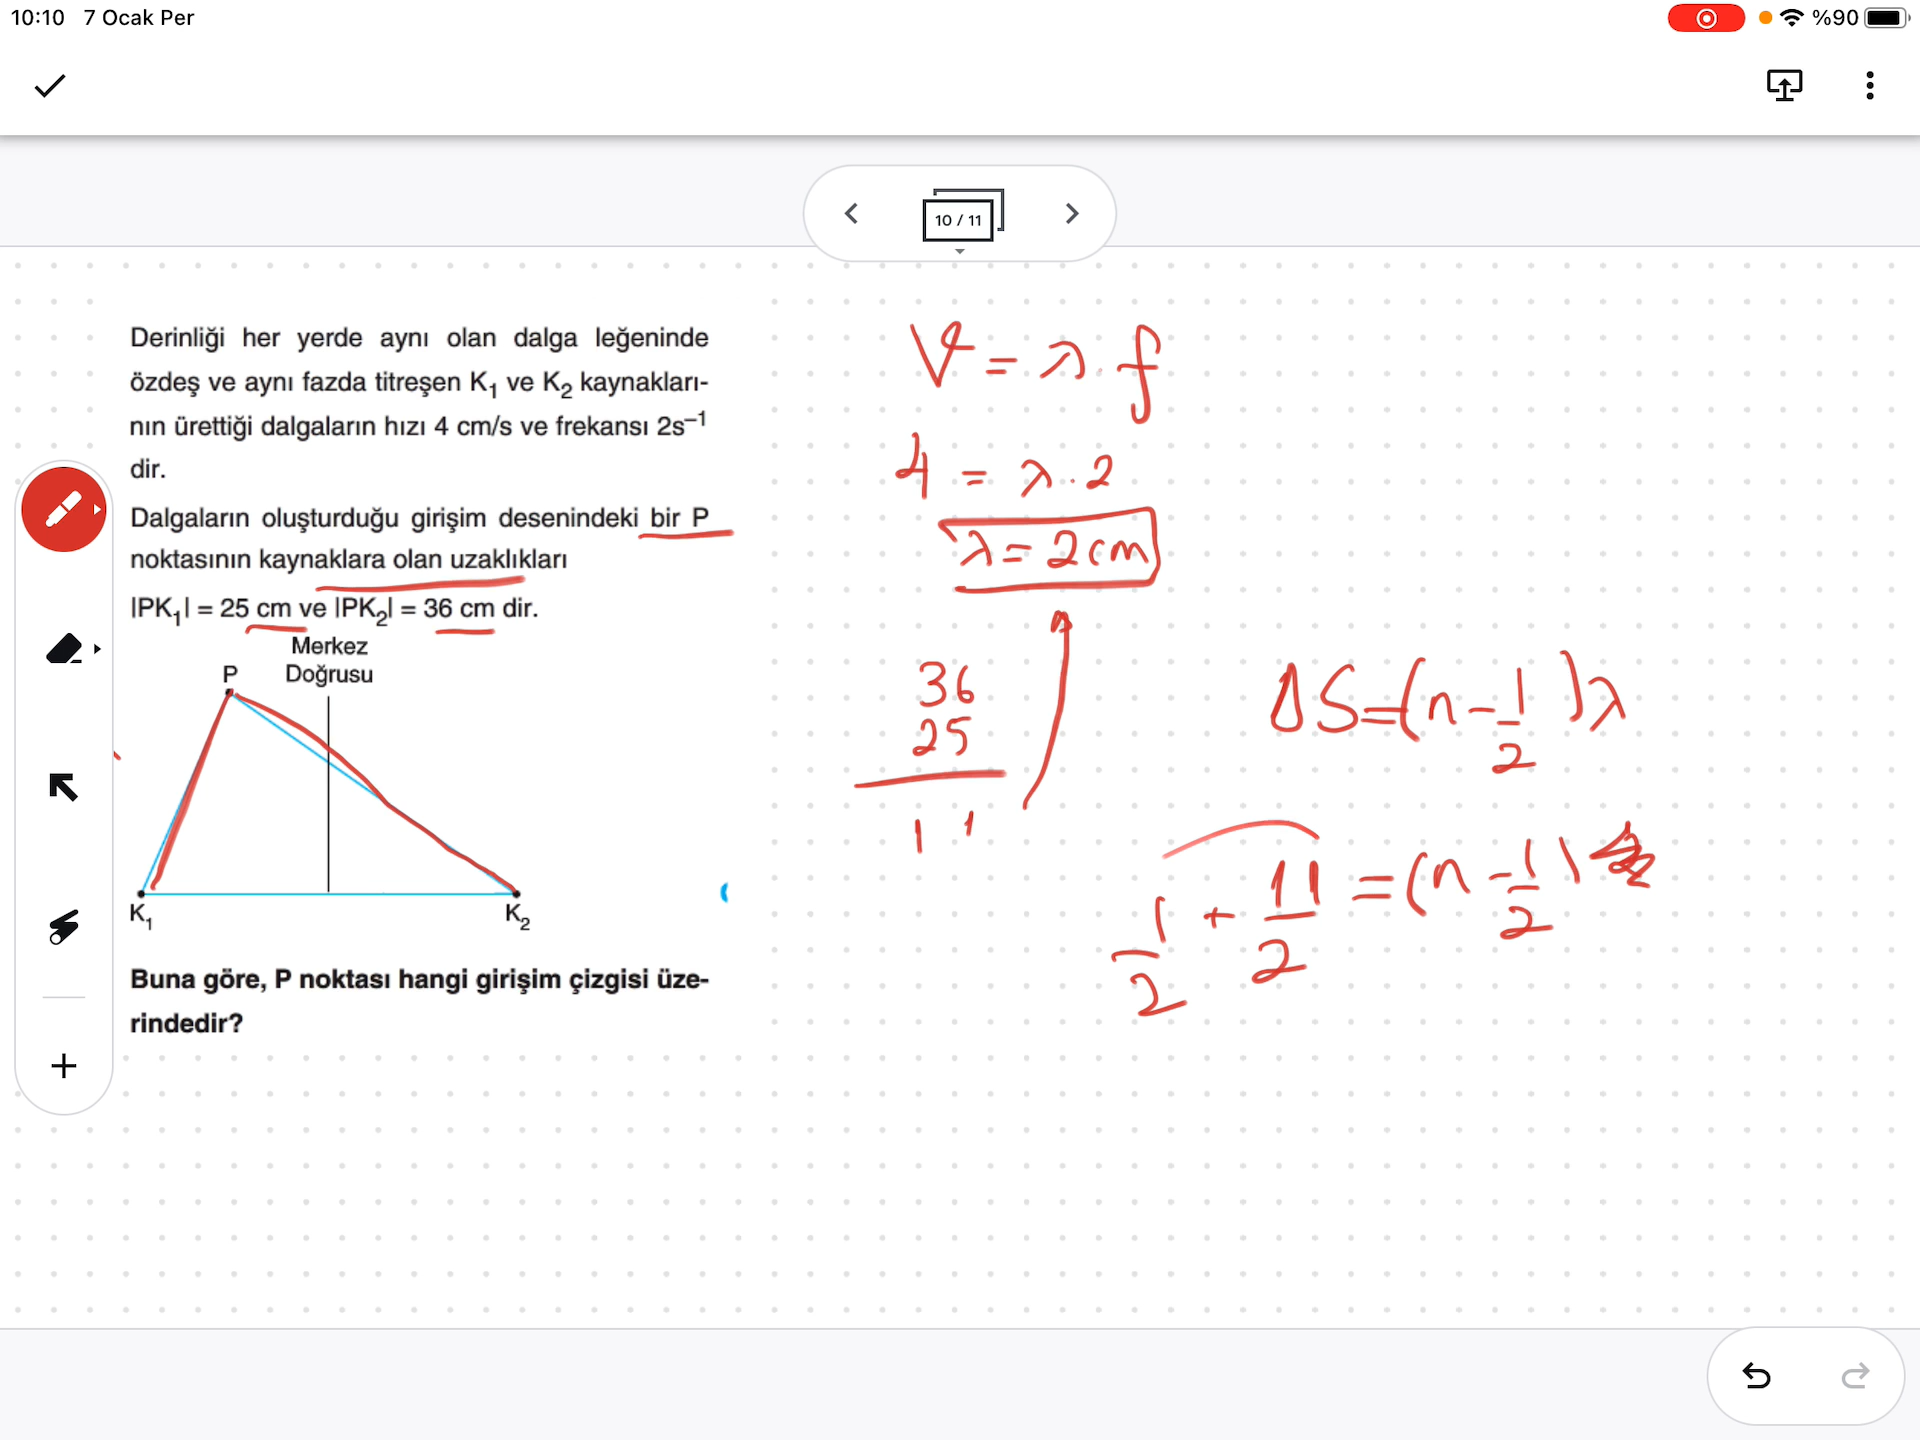 10:10 7 Ocak Per
%90
10 / 11
Derinliği her yerde aynı olan dalga leğeninde
özdeş ve aynı fazda titreşen K₁ ve K₂ kaynakları-
nın ürettiği dalgaların hızı 4 cm/s ve frekansı 2s⁻¹
dir.
Dalgaların oluşturduğu girişim desenindeki bir P
noktasının kaynaklara olan uzaklıkları
|PK₁| = 25 cm ve |PK₂| = 36 cm dir.
Merkez
Doğrusu
P
K₁
K₂
Buna göre, P noktası hangi girişim çizgisi üze-
rindedir?
V = λ . f
4 = λ . 2
λ = 2 cm
36
25
11
ΔS = (n - 1/2) λ
1/2 + 11/2 = (n - 1/2)